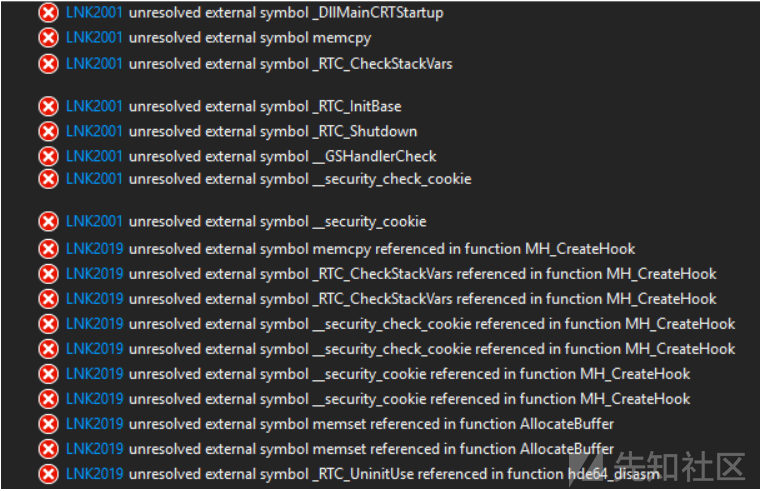 LNK2001 unresolved external symbol _DllMainCRTStartup
LNK2001 unresolved external symbol memcpy
LNK2001 unresolved external symbol _RTC_CheckStackVars
LNK2001 unresolved external symbol _RTC_InitBase
LNK2001 unresolved external symbol _RTC_Shutdown
LNK2001 unresolved external symbol __GSHandlerCheck
LNK2001 unresolved external symbol __security_check_cookie
LNK2001 unresolved external symbol __security_cookie
LNK2019 unresolved external symbol memcpy referenced in function MH_CreateHook
LNK2019 unresolved external symbol _RTC_CheckStackVars referenced in function MH_CreateHook
LNK2019 unresolved external symbol _RTC_CheckStackVars referenced in function MH_CreateHook
LNK2019 unresolved external symbol __security_check_cookie referenced in function MH_CreateHook
LNK2019 unresolved external symbol __security_check_cookie referenced in function MH_CreateHook
LNK2019 unresolved external symbol __security_cookie referenced in function MH_CreateHook
LNK2019 unresolved external symbol __security_cookie referenced in function MH_CreateHook
LNK2019 unresolved external symbol memset referenced in function AllocateBuffer
LNK2019 unresolved external symbol memset referenced in function AllocateBuffer
LNK2019 unresolved external symbol _RTC_UninitUse referenced in function hde64_disasm
先知社区